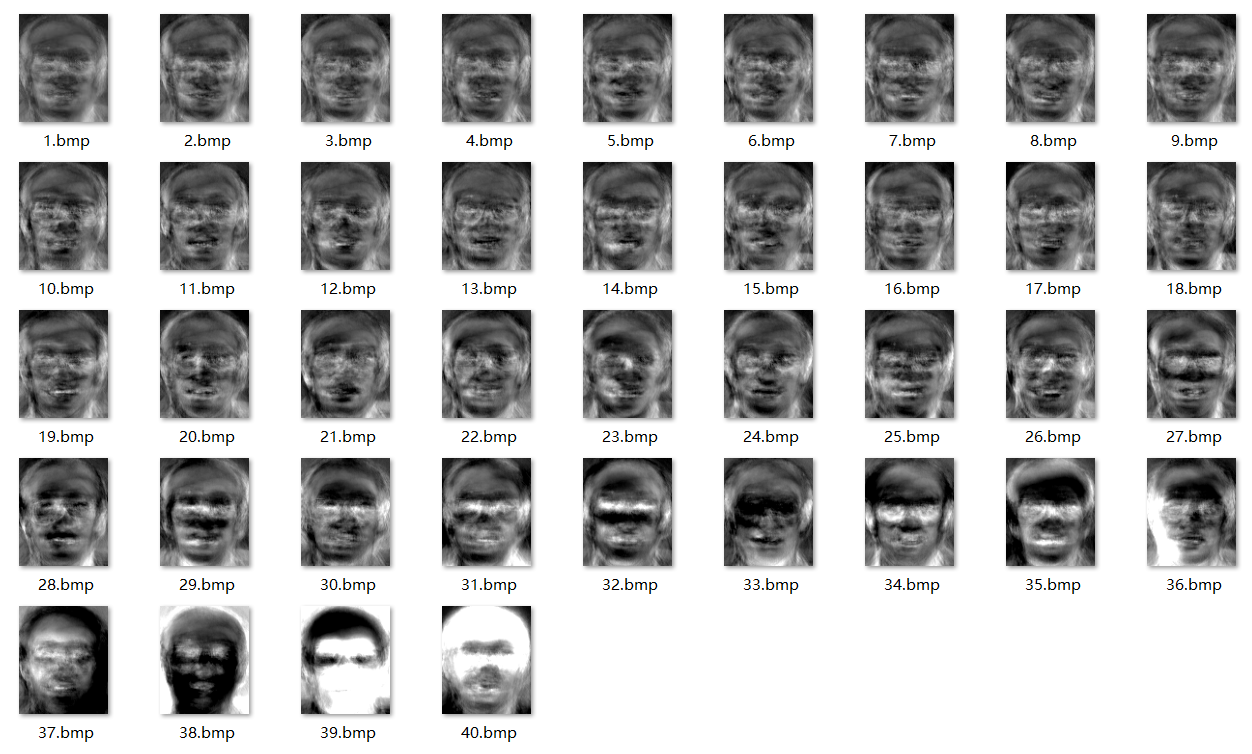 1.bmp 2.bmp 3.bmp 4.bmp 5.bmp 6.bmp 7.bmp 8.bmp 9.bmp
10.bmp 11.bmp 12.bmp 13.bmp 14.bmp 15.bmp 16.bmp 17.bmp 18.bmp
19.bmp 20.bmp 21.bmp 22.bmp 23.bmp 24.bmp 25.bmp 26.bmp 27.bmp
28.bmp 29.bmp 30.bmp 31.bmp 32.bmp 33.bmp 34.bmp 35.bmp 36.bmp
37.bmp 38.bmp 39.bmp 40.bmp